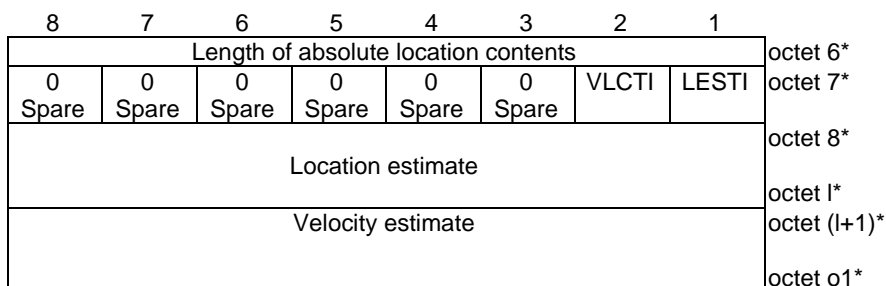 8 7 6 5 4 3 2 1
Length of absolute location contents octet 6*
0 0 0 0 0 0 VLCTI LESTI octet 7*
Spare Spare Spare Spare Spare Spare
octet 8*
Location estimate
octet l*
Velocity estimate octet (l+1)*
octet o1*